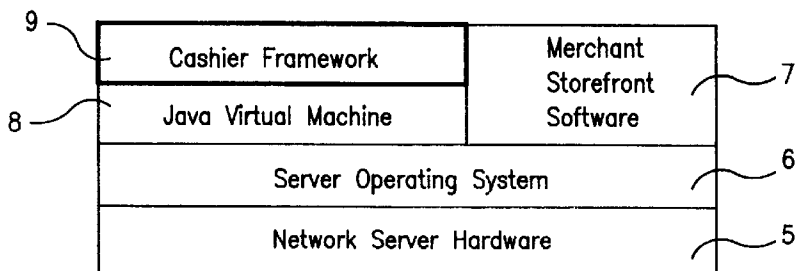 9
Cashier Framework
Merchant
Storefront
Software
7
8
Java Virtual Machine
Server Operating System
6
Network Server Hardware
5